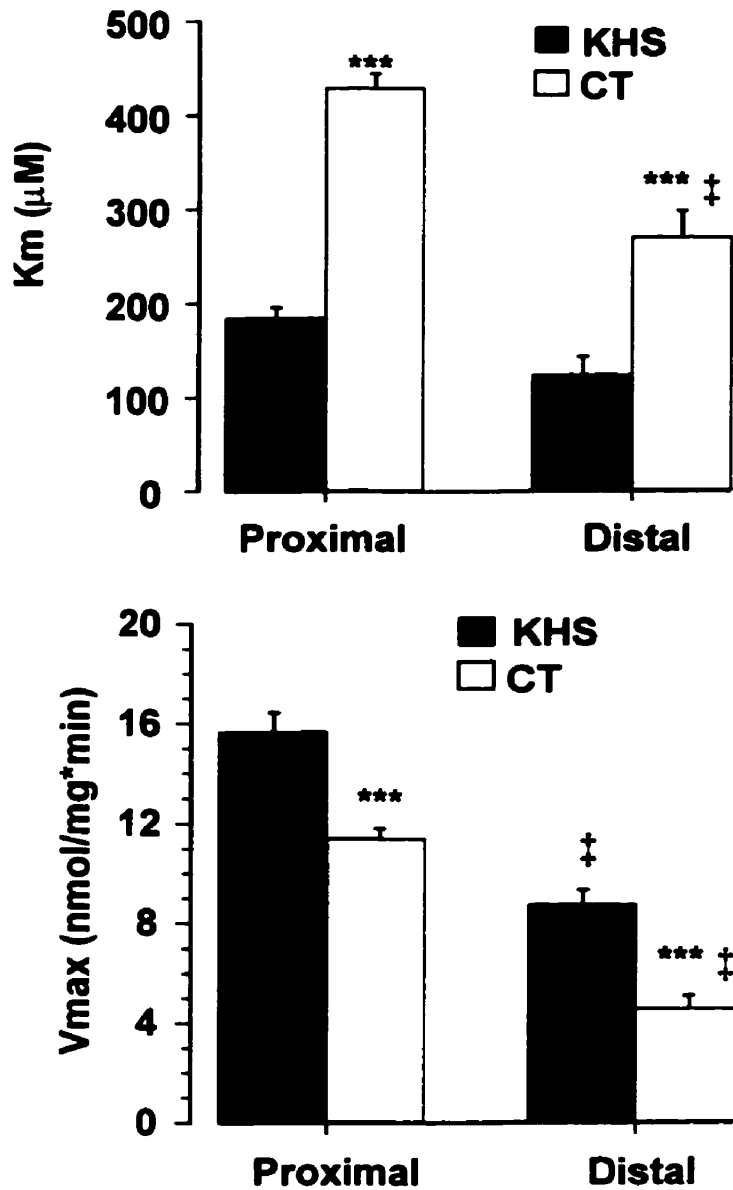 500
400
300
200
100
0
Km (μM)
KHS
CT
***
*** ‡
Proximal
Distal
20
16
12
8
4
0
Vmax (nmol/mg*min)
KHS
CT
***
‡
*** ‡
Proximal
Distal